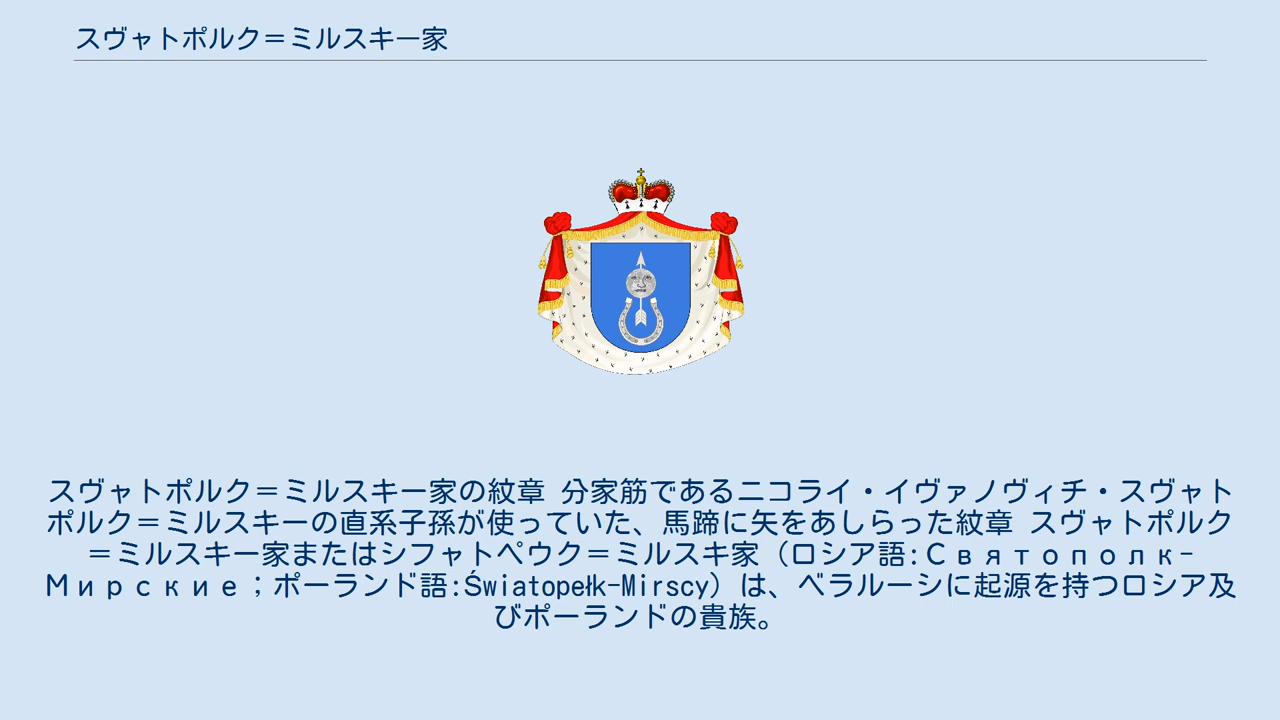 スヴャトポルク＝ミルスキー家
スヴャトポルク＝ミルスキー家の紋章 分家筋であるニコライ・イヴァノヴィチ・スヴャト
ポルク＝ミルスキーの直系子孫が使っていた、馬蹄に矢をあしらった紋章 スヴャトポルク
＝ミルスキー家またはシフャトペウク＝ミルスキ家（ロシア語:Святополк-
Мирские；ポーランド語:Światopełk-Mirscy）は、ベラルーシに起源を持つロシア及
びポーランドの貴族。